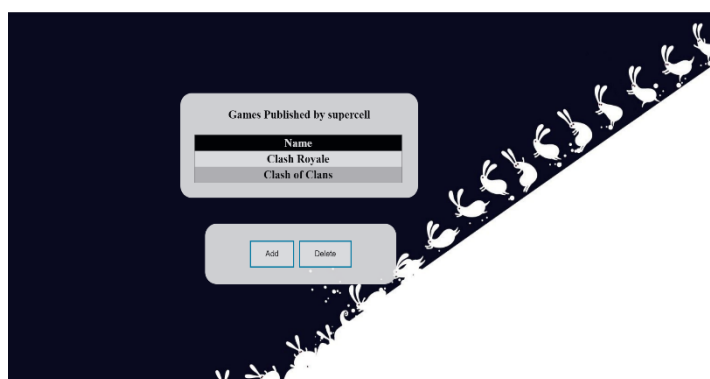 Games Published by supercell
Name
Clash Royale
Clash of Clans
Add Delete